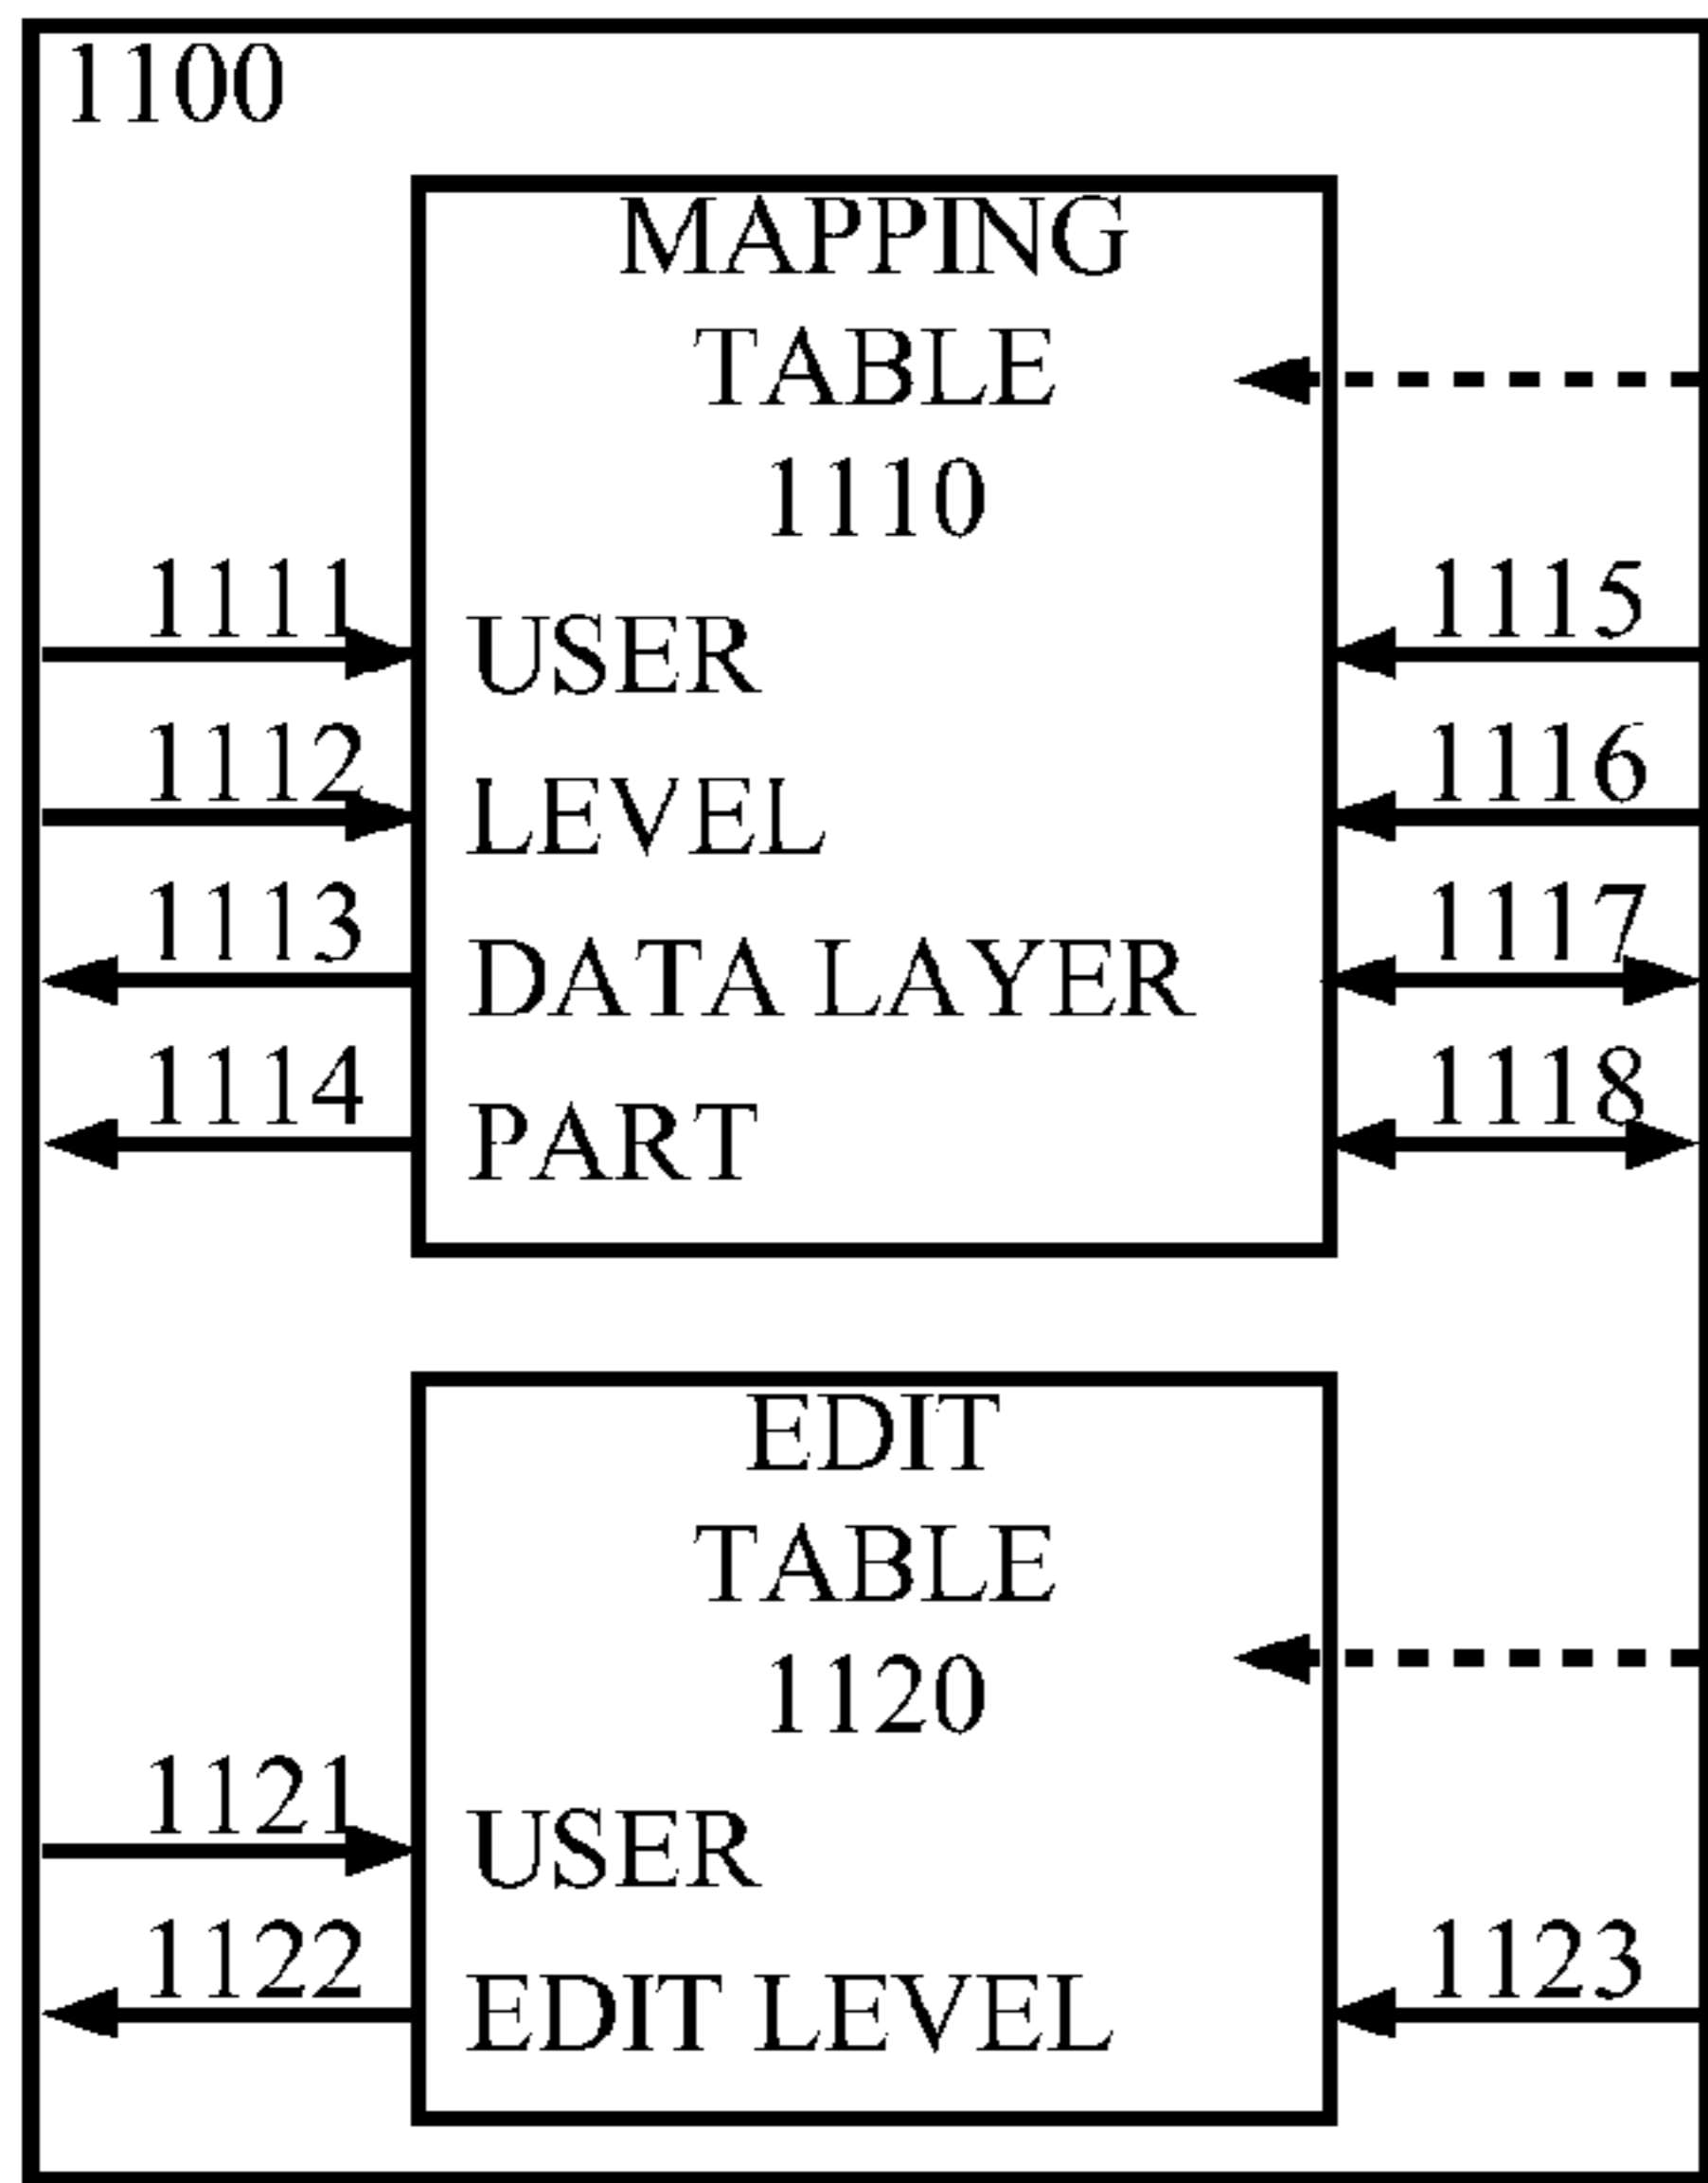 1100
MAPPING
TABLE
1110
1111 USER 1115
1112 LEVEL 1116
1113 DATA LAYER 1117
1114 PART 1118
EDIT
TABLE
1120
1121 USER
1122 EDIT LEVEL 1123